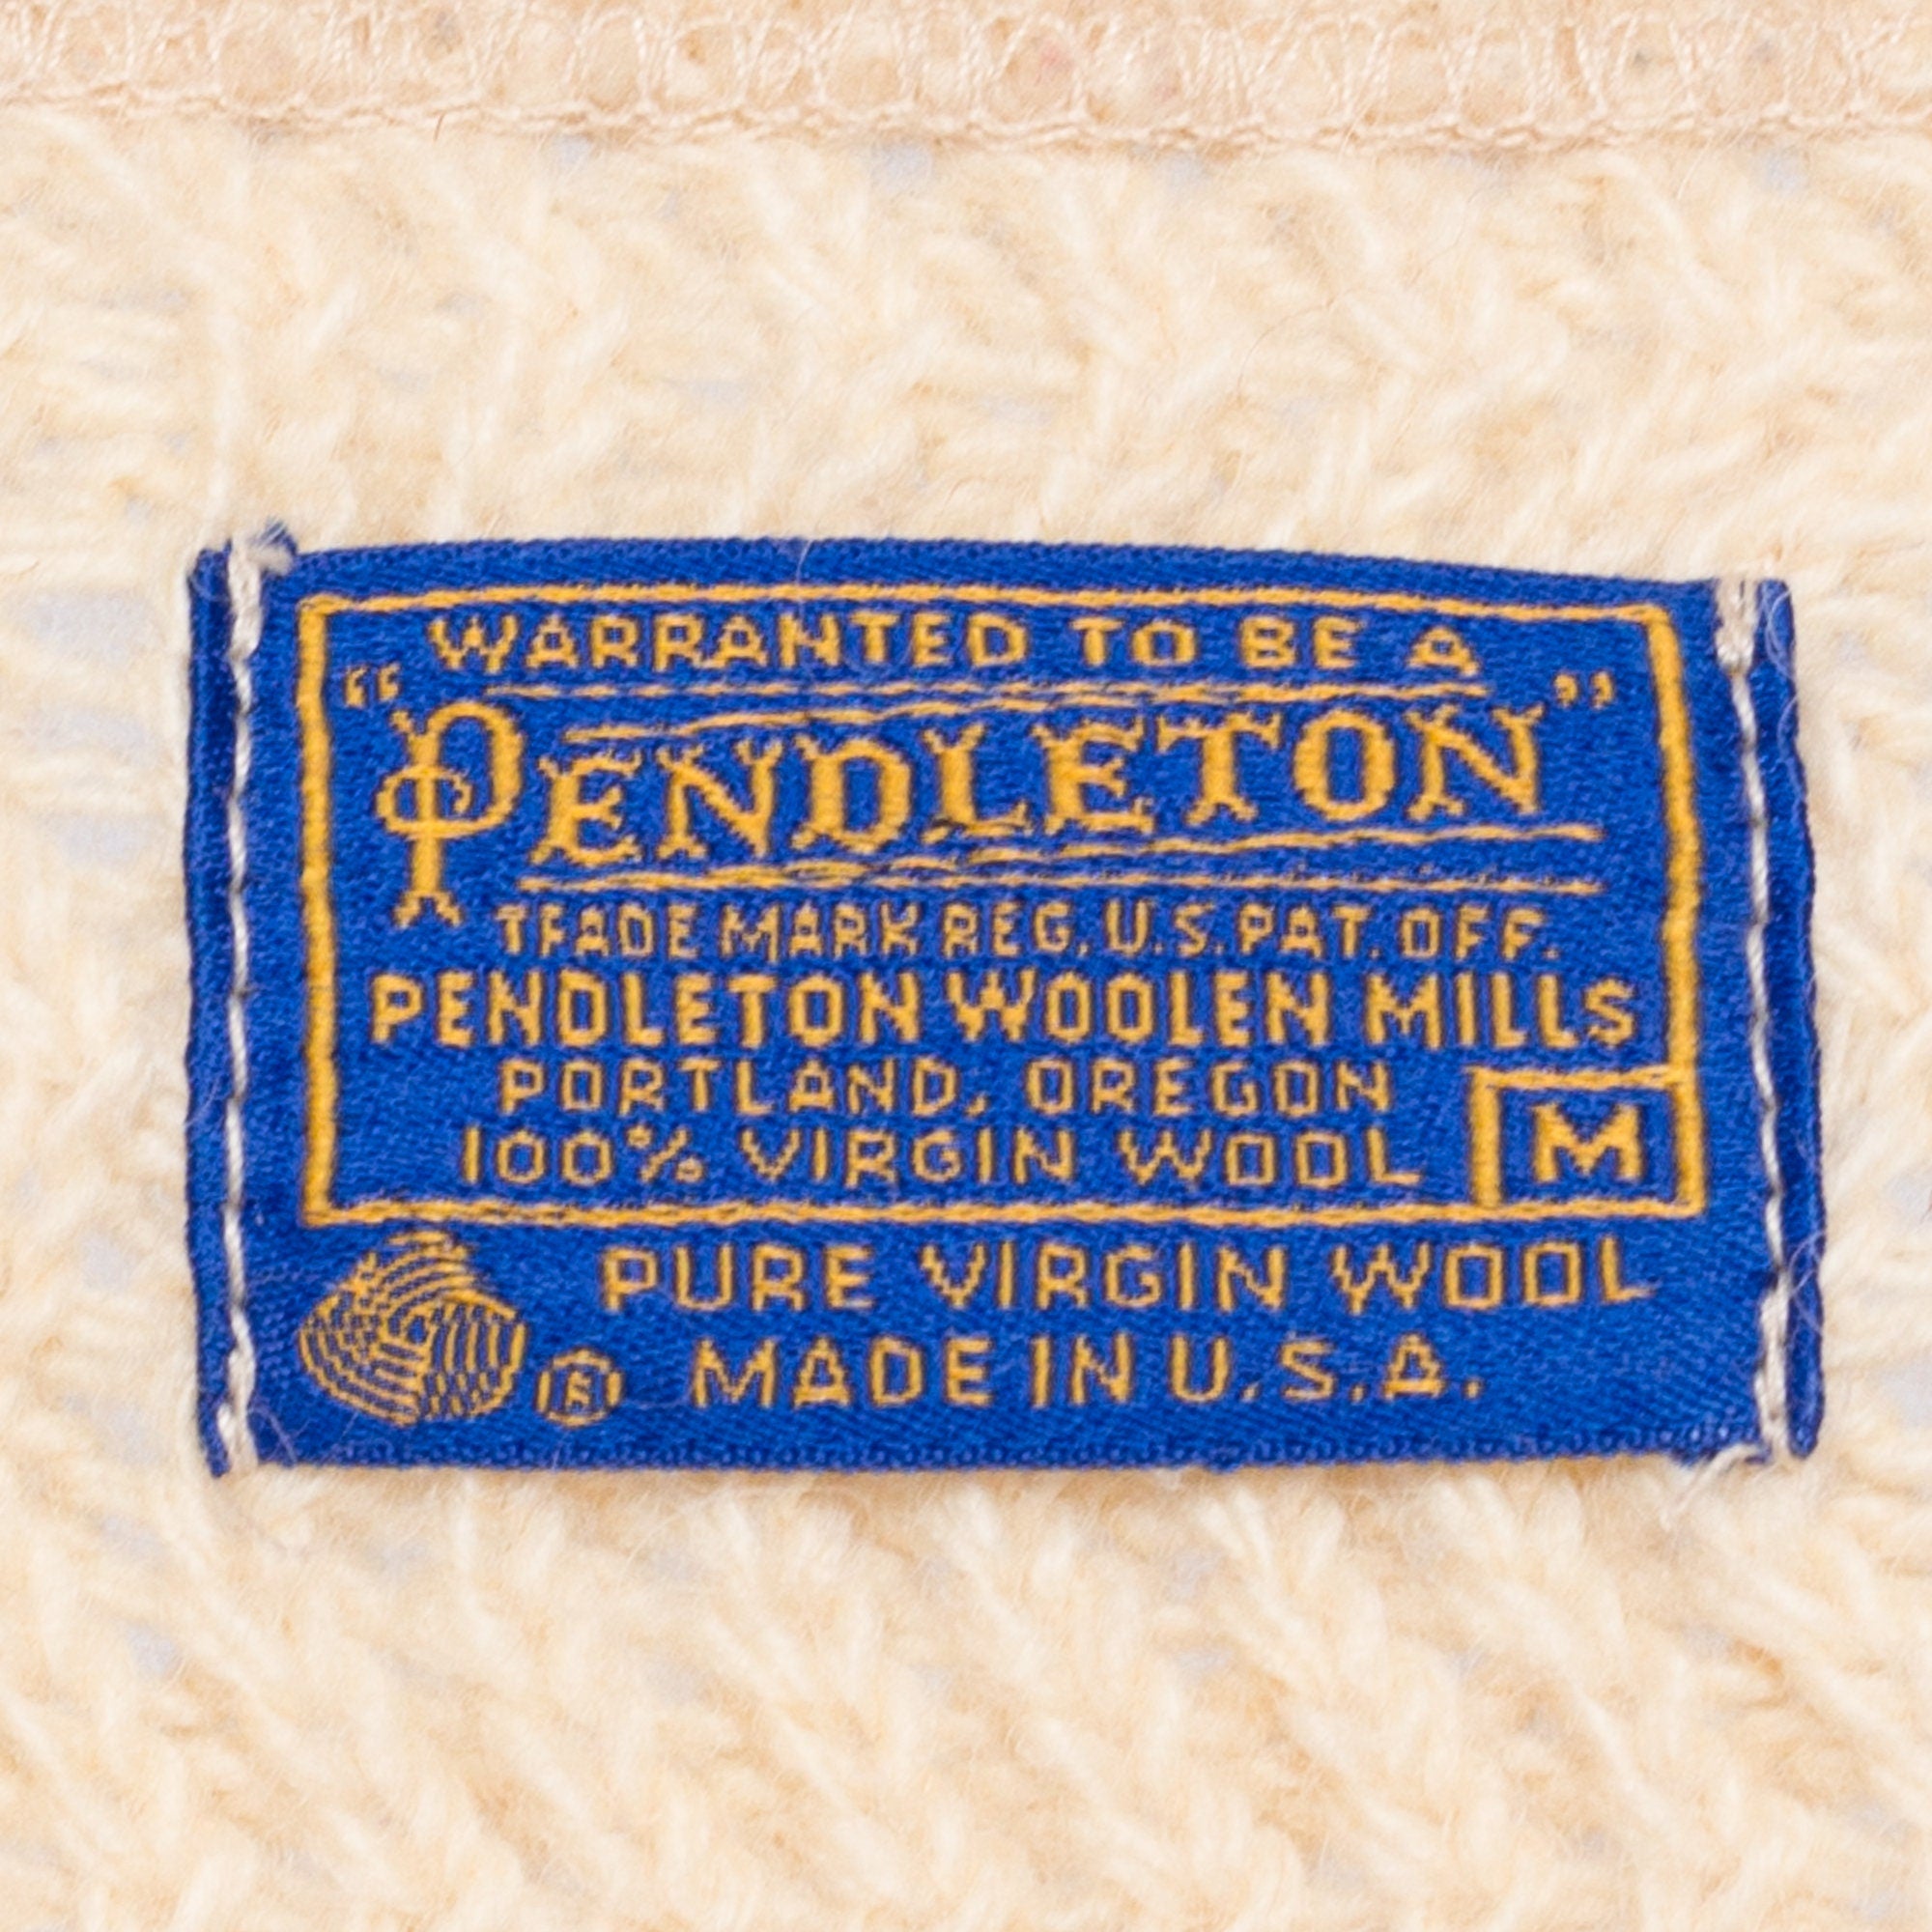 WARRANTED TO BE A
“PENDLETON”
TRADE MARK REG. U.S. PAT. OFF.
PENDLETON WOOLEN MILLS
PORTLAND, OREGON
100% VIRGIN WOOL
M
PURE VIRGIN WOOL
® MADE IN U.S.A.